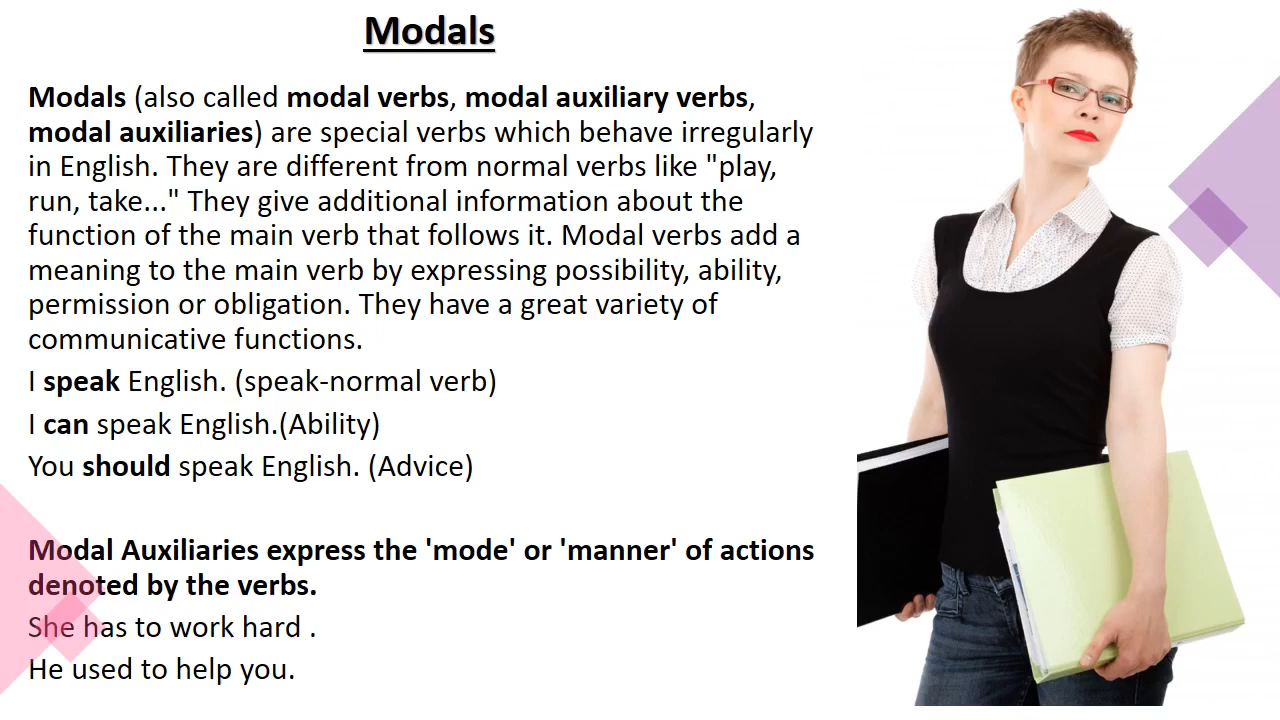 Modals
Modals (also called modal verbs, modal auxiliary verbs,
modal auxiliaries) are special verbs which behave irregularly
in English. They are different from normal verbs like "play,
run, take..." They give additional information about the
function of the main verb that follows it. Modal verbs add a
meaning to the main verb by expressing possibility, ability,
permission or obligation. They have a great variety of
communicative functions.
I speak English. (speak-normal verb)
I can speak English.(Ability)
You should speak English. (Advice)
Modal Auxiliaries express the 'mode' or 'manner' of actions
denoted by the verbs.
She has to work hard .
He used to help you.